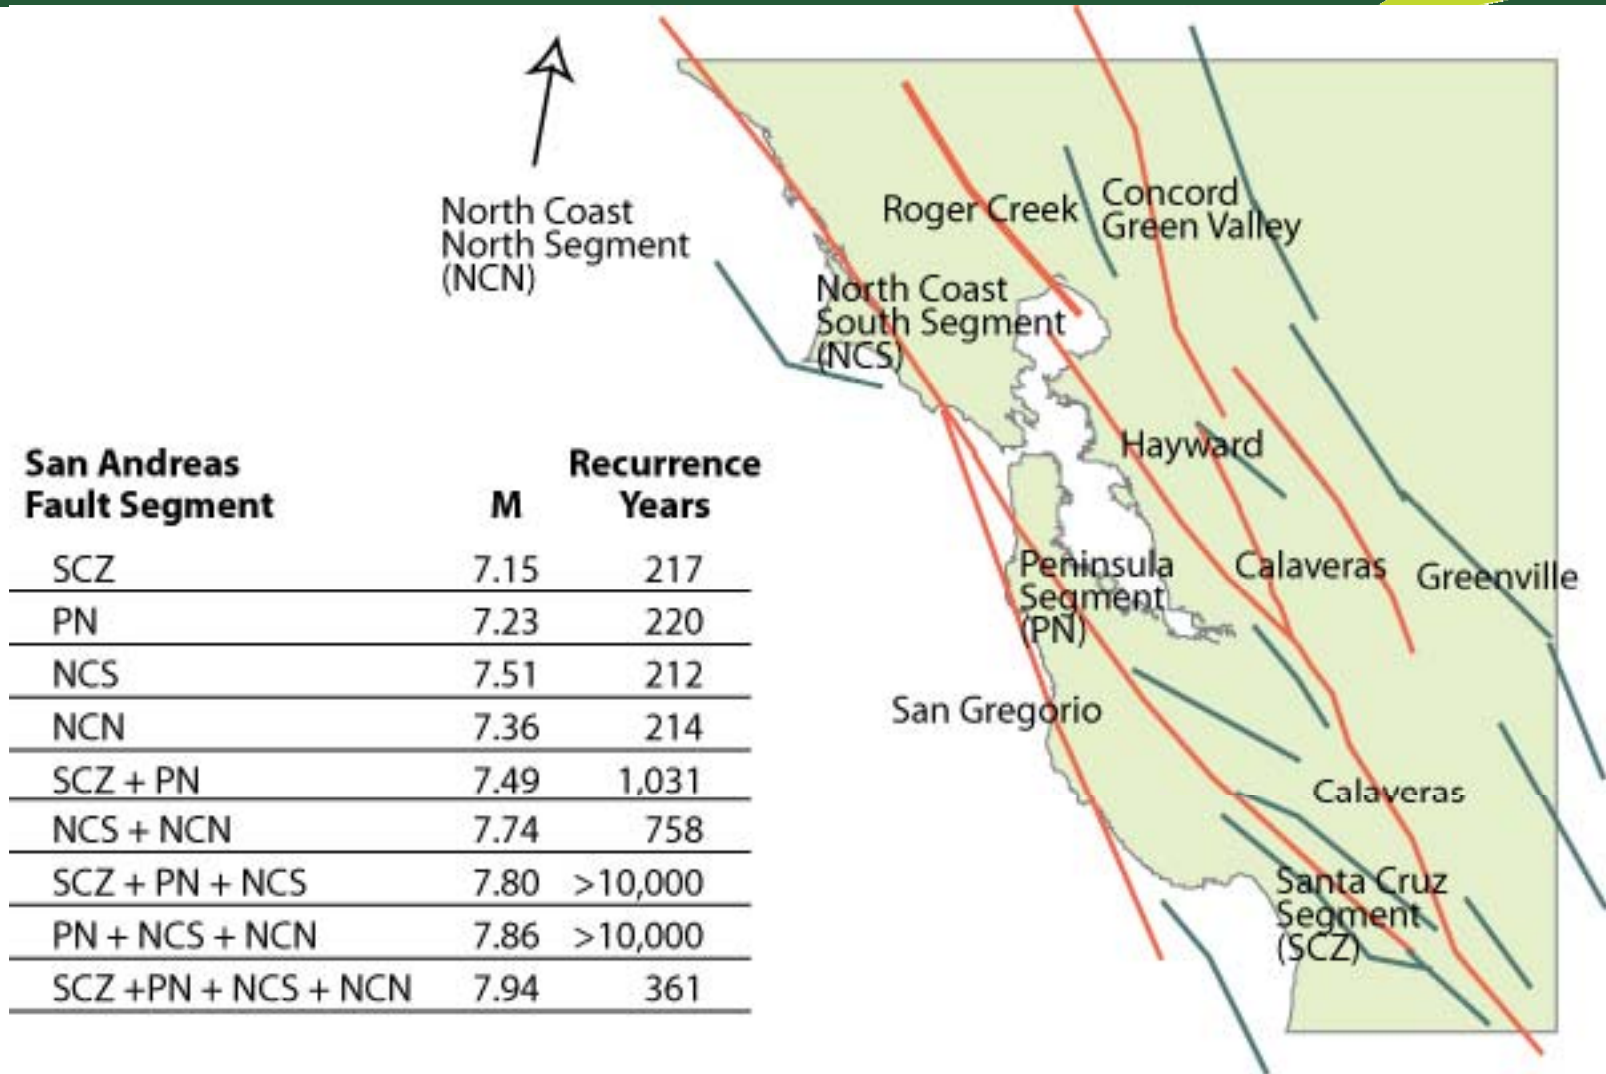 North Coast
North Segment
(NCN)
Roger Creek
Concord
Green Valley
North Coast
South Segment
(NCS)
Hayward
Peninsula
Segment
(PN)
Calaveras
Greenville
San Gregorio
Calaveras
Santa Cruz
Segment
(SCZ)
San Andreas Recurrence
Fault Segment M Years
SCZ 7.15 217
PN 7.23 220
NCS 7.51 212
NCN 7.36 214
SCZ + PN 7.49 1,031
NCS + NCN 7.74 758
SCZ + PN + NCS 7.80 >10,000
PN + NCS + NCN 7.86 >10,000
SCZ +PN + NCS + NCN 7.94 361